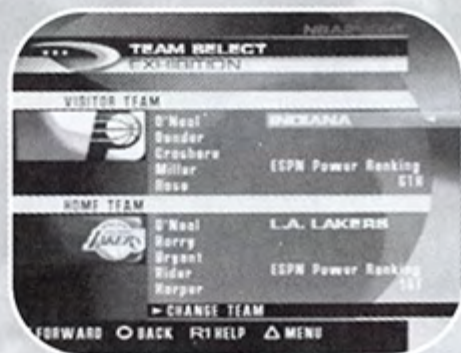 TEAM SELECT
EXHIBITION
VISITOR TEAM
O'Neal
INDIANA
Bender
Croshere
Miller
ESPN Power Ranking
Rose
6TH
HOME TEAM
LAKERS
O'Neal
L.A. LAKERS
Horry
Bryant
Rider
ESPN Power Ranking
Harper
1ST
► CHANGE TEAM
FORWARD O BACK R1 HELP △ MENU